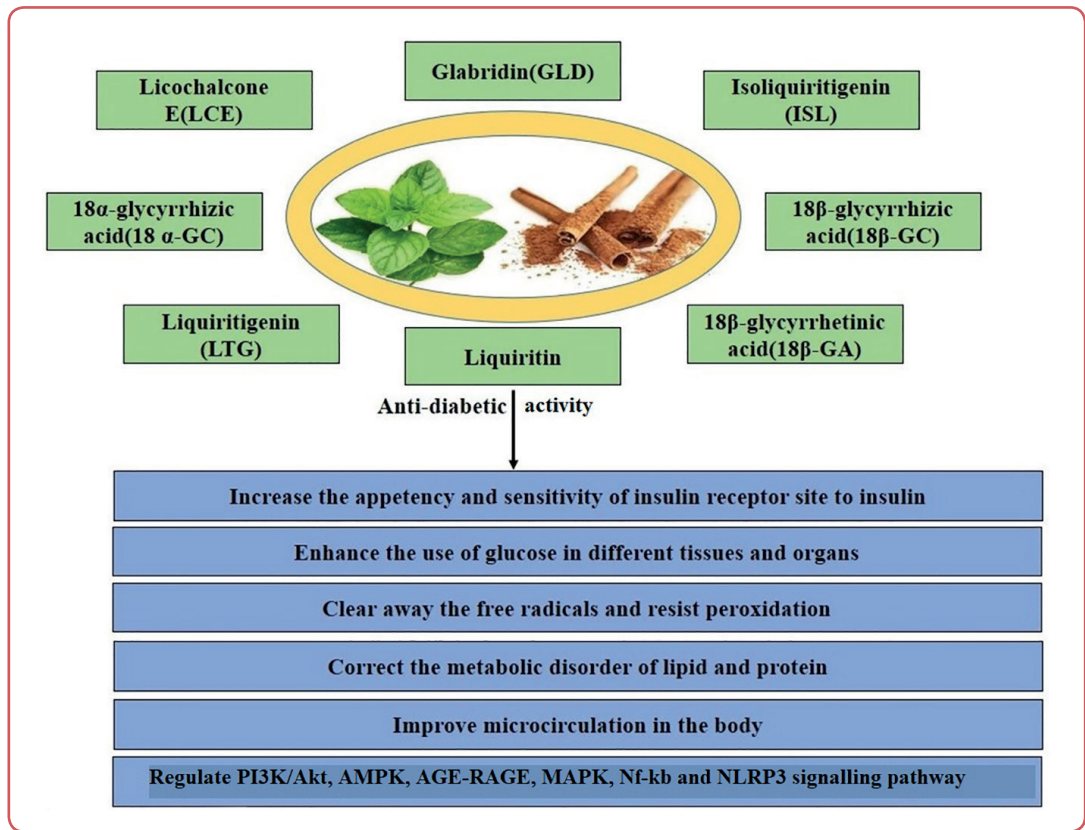 Glabridin(GLD)
Licochalcone
E(LCE)
Isoliquiritigenin
(ISL)
18α-glycyrrhizic
acid(18 α-GC)
18β-glycyrrhizic
acid(18β-GC)
Liquiritigenin
(LTG)
Liquiritin
18β-glycyrrhetinic
acid(18β-GA)
Anti-diabetic activity
Increase the appetency and sensitivity of insulin receptor site to insulin
Enhance the use of glucose in different tissues and organs
Clear away the free radicals and resist peroxidation
Correct the metabolic disorder of lipid and protein
Improve microcirculation in the body
Regulate PI3K/Akt, AMPK, AGE-RAGE, MAPK, Nf-kb and NLRP3 signalling pathway